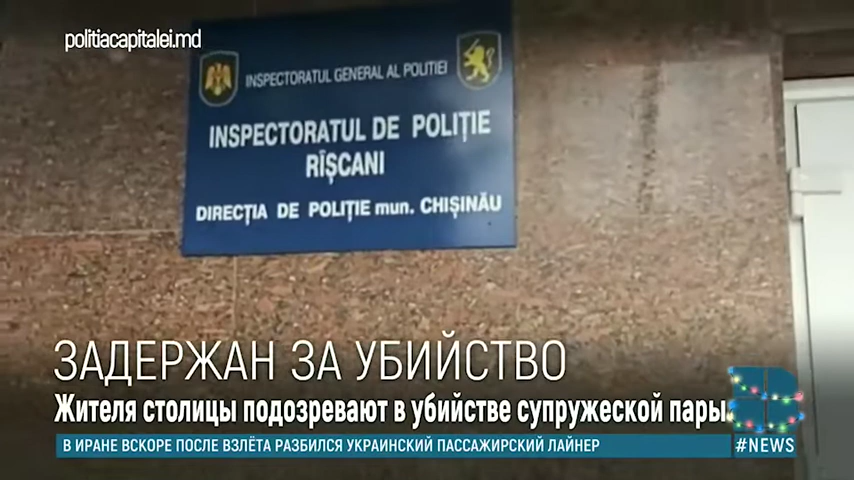 politiacapitalei.md
INSPECTORATUL GENERAL AL POLITIEI
INSPECTORATUL DE POLIȚIE
RÎȘCANI
DIRECȚIA DE POLIȚIE mun. CHIȘINĂU
ЗАДЕРЖАН ЗА УБИЙСТВО
Жителя столицы подозревают в убийстве супружеской пары
В ИРАНЕ ВСКОРЕ ПОСЛЕ ВЗЛЁТА РАЗБИЛСЯ УКРАИНСКИЙ ПАССАЖИРСКИЙ ЛАЙНЕР
#NEWS